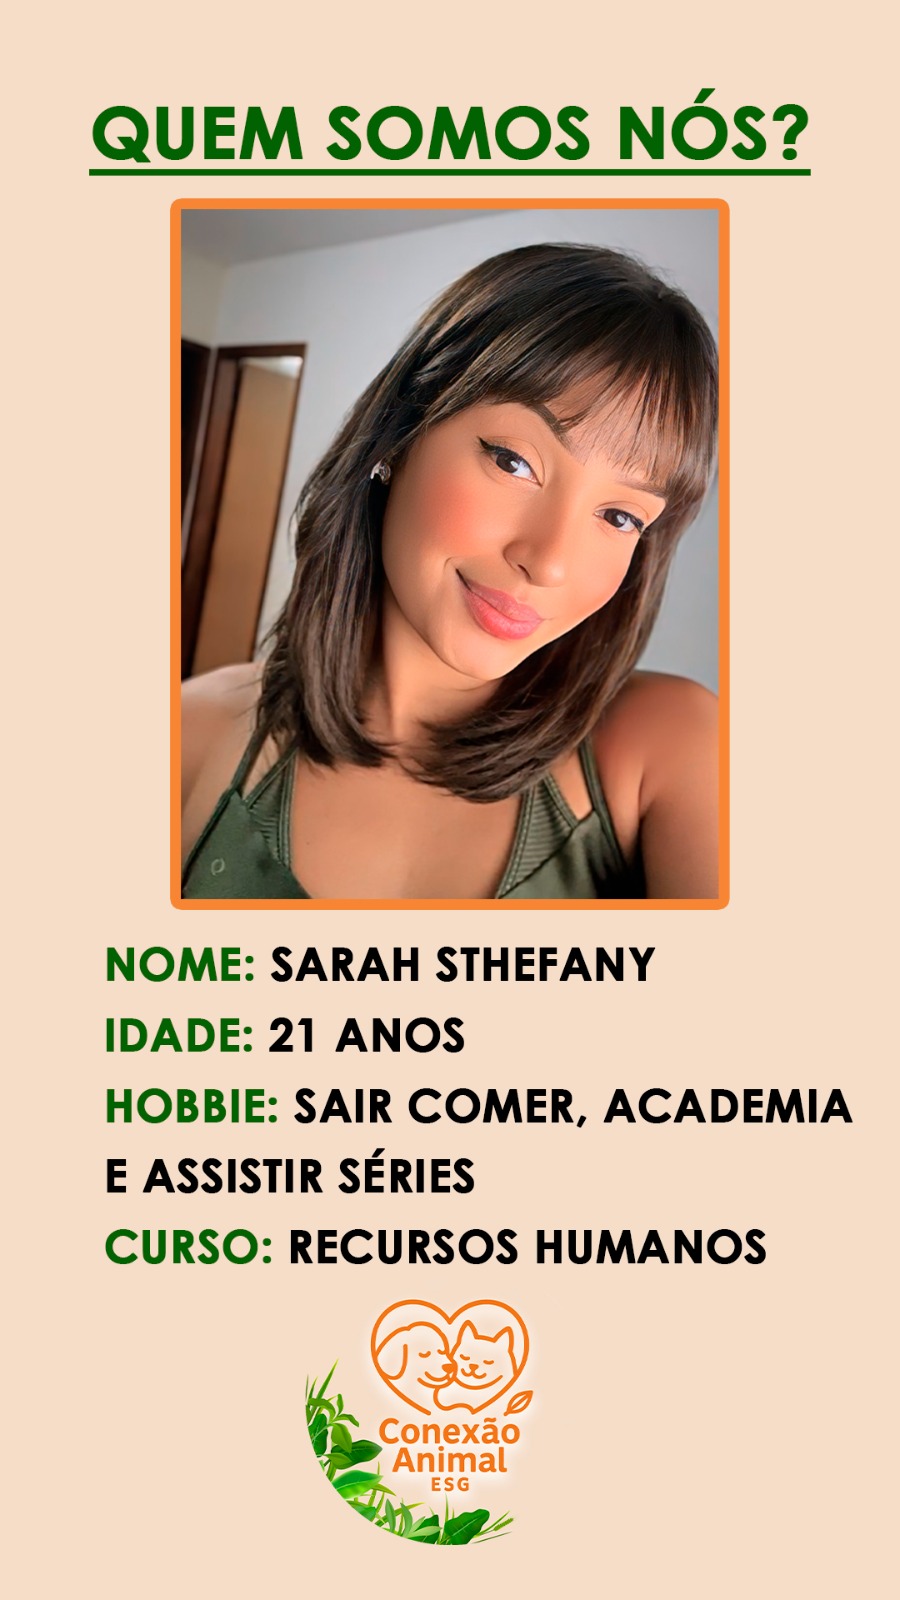 QUEM SOMOS NÓS?
NOME: SARAH STHEFANY
IDADE: 21 ANOS
HOBBIE: SAIR COMER, ACADEMIA
E ASSISTIR SÉRIES
CURSO: RECURSOS HUMANOS
Conexão
Animal
ESG